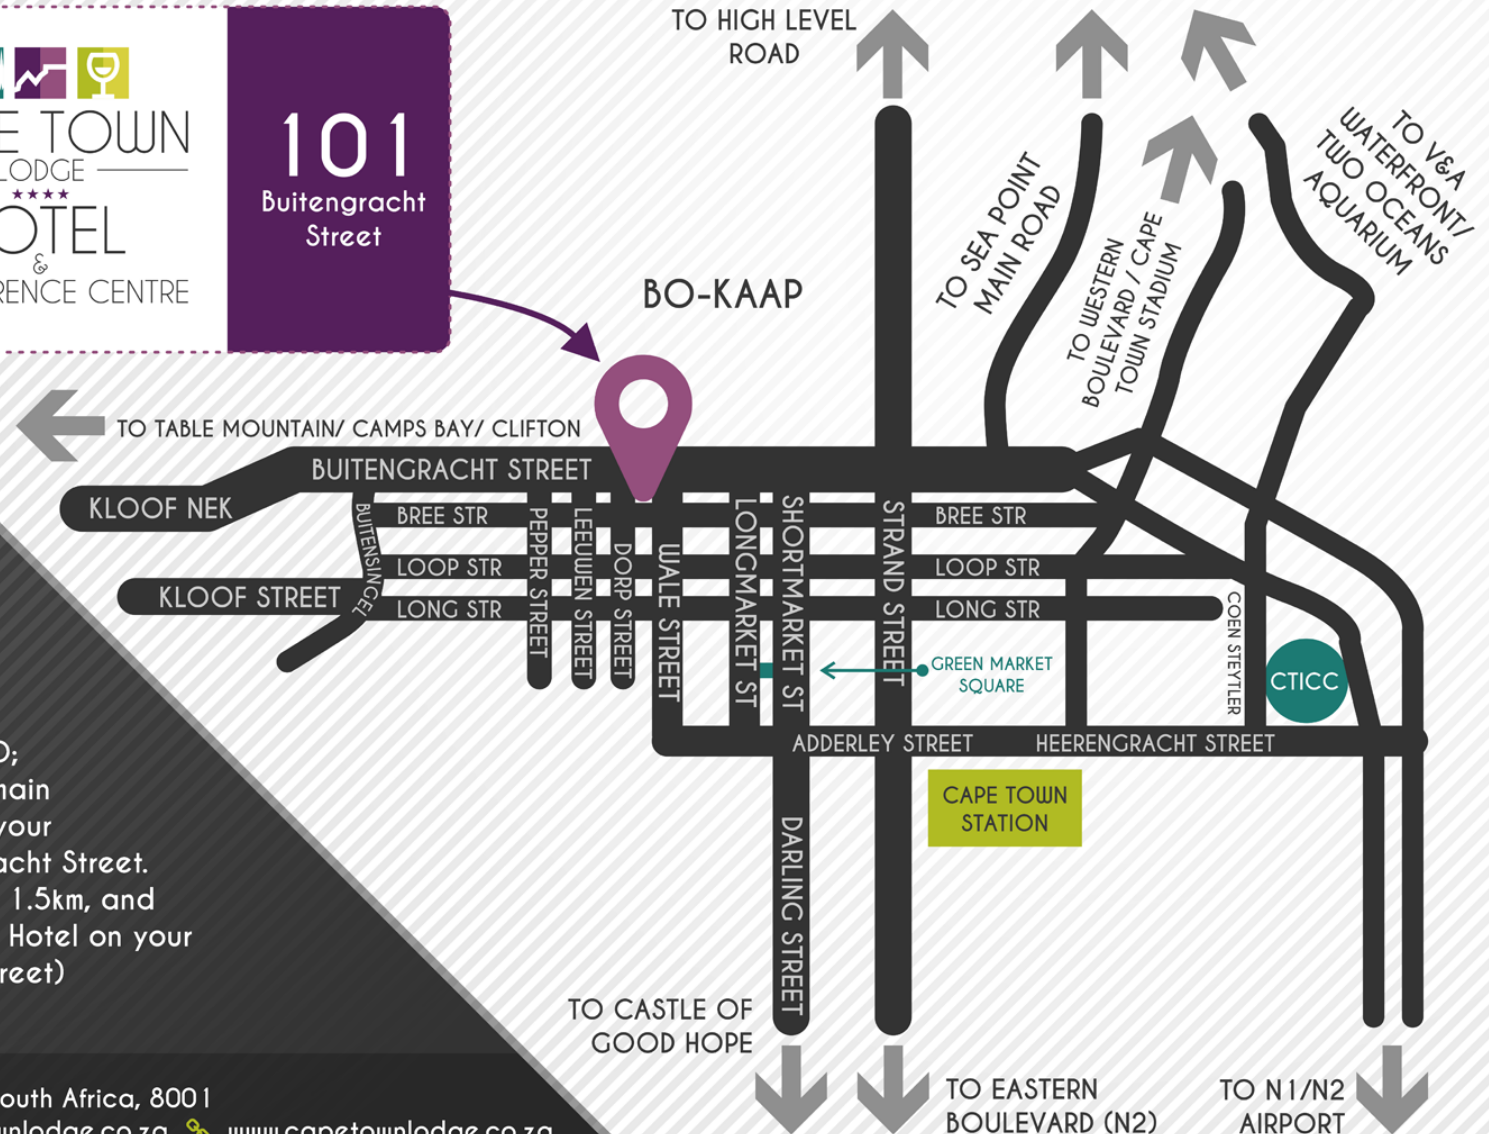 E TOWN
LODGE
OTEL
&
RENCE CENTRE
101
Buitengracht
Street
TO HIGH LEVEL
ROAD
TO SEA POINT
MAIN ROAD
TO WESTERN
BOULEVARD / CAPE
TOWN STADIUM
TO V&A
WATERFRONT/
TWO OCEANS
AQUARIUM
BO-KAAP
TO TABLE MOUNTAIN/ CAMPS BAY/ CLIFTON
BUITENGRACHT STREET
KLOOF NEK
BUITENSINGEL
BREE STR
BREE STR
LOOP STR
LOOP STR
KLOOF STREET
LONG STR
LONG STR
PEPPER STREET
LEEUWEN STREET
DORP STREET
WALE STREET
LONGMARKET ST
SHORTMARKET ST
STRAND STREET
COEN STEYTLER
GREEN MARKET
SQUARE
CTICC
ADDERLEY STREET
HEERENGRACHT STREET
CAPE TOWN
STATION
DARLING STREET
TO CASTLE OF
GOOD HOPE
TO EASTERN
BOULEVARD (N2)
TO N1/N2
AIRPORT
O;
main
your
acht Street.
1.5km, and
Hotel on your
reet)
outh Africa, 8001
wnlodge.co.za www.capetownlodge.co.za